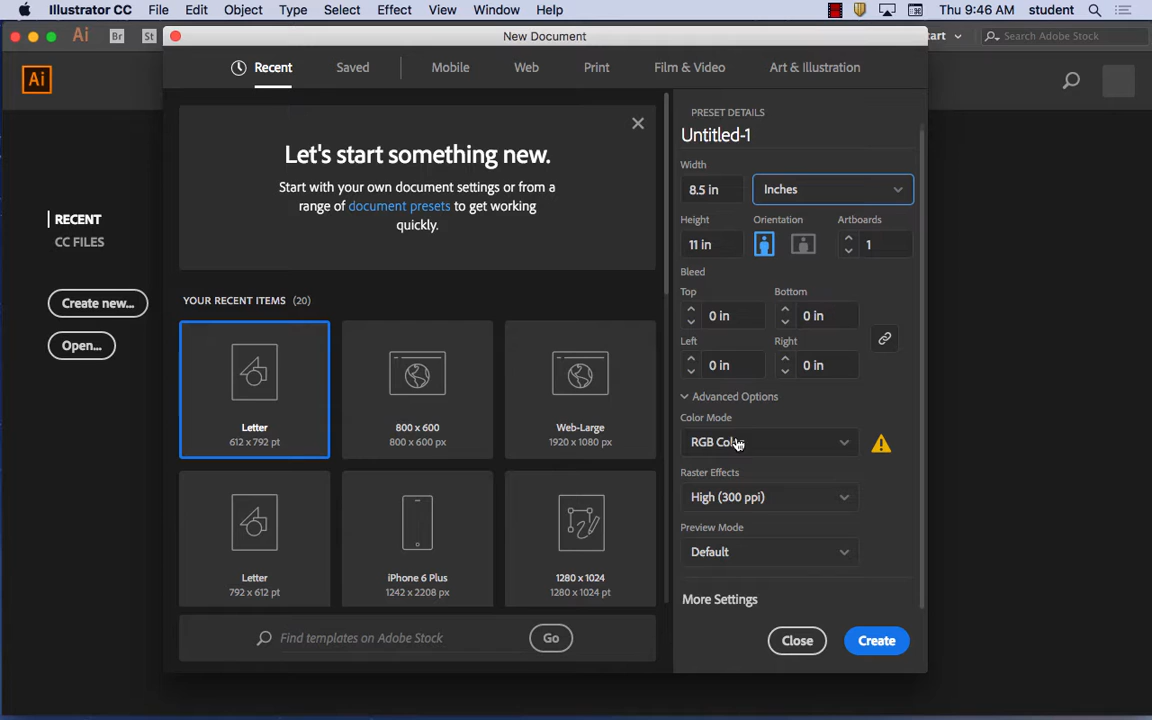 Illustrator CC File Edit Object Type Select Effect View Window Help Thu 9:46 AM student
Ai Br St New Document Search Adobe Stock
Ai
Recent Saved Mobile Web Print Film & Video Art & Illustration
RECENT
CC FILES
Create new...
Open...
Let's start something new.
Start with your own document settings or from a
range of document presets to get working
quickly.
YOUR RECENT ITEMS (20)
Letter
612 x 792 pt
800 x 600
800 x 600 px
Web-Large
1920 x 1080 px
Letter
792 x 612 pt
iPhone 6 Plus
1242 x 2208 px
1280 x 1024
1280 x 1024 pt
Find templates on Adobe Stock Go
PRESET DETAILS
Untitled-1
Width
8.5 in Inches
Height Orientation Artboards
11 in 1
Bleed
Top Bottom
0 in 0 in
Left Right
0 in 0 in
Advanced Options
Color Mode
RGB Color
Raster Effects
High (300 ppi)
Preview Mode
Default
More Settings
Close Create